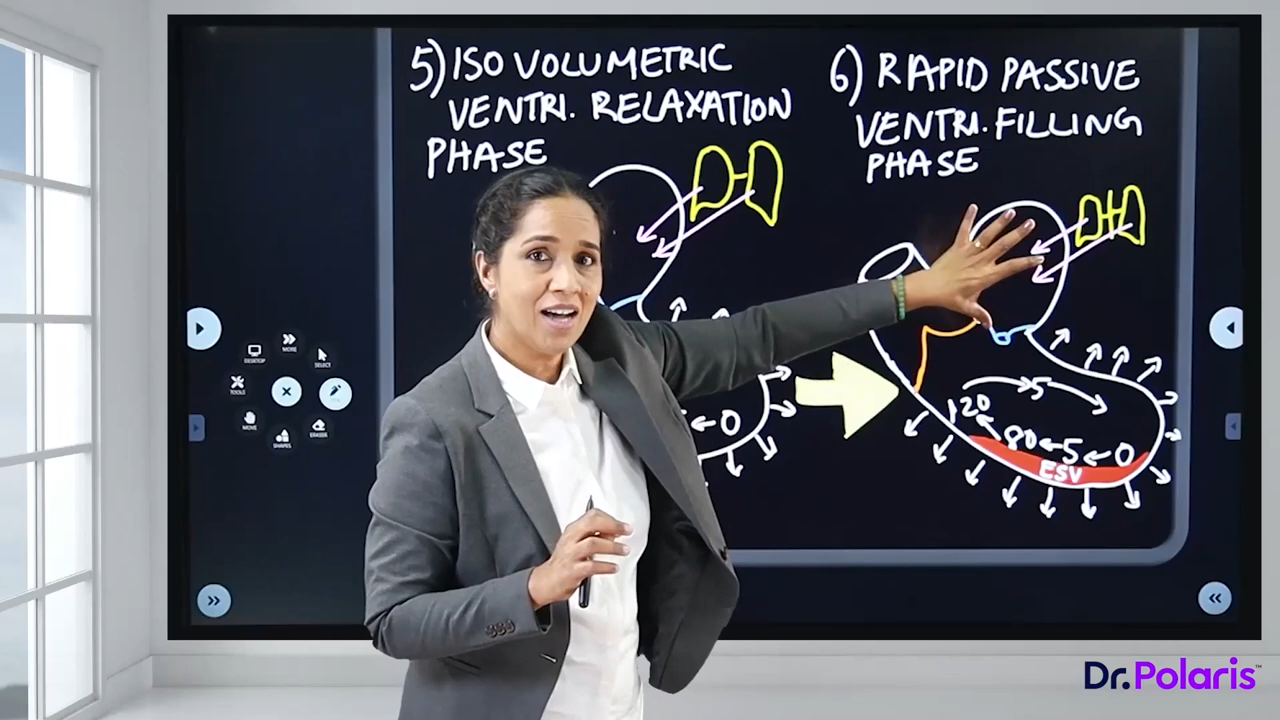 5) ISO VOLUMETRIC
VENTRI. RELAXATION
PHASE
←0
6) RAPID PASSIVE
VENTRI. FILLING
PHASE
5
120
80←5←0
ESV
DESKTOP
MORE
SELECT
TOOLS
MOVE
SHAPES
ERASER
Dr.Polaris™